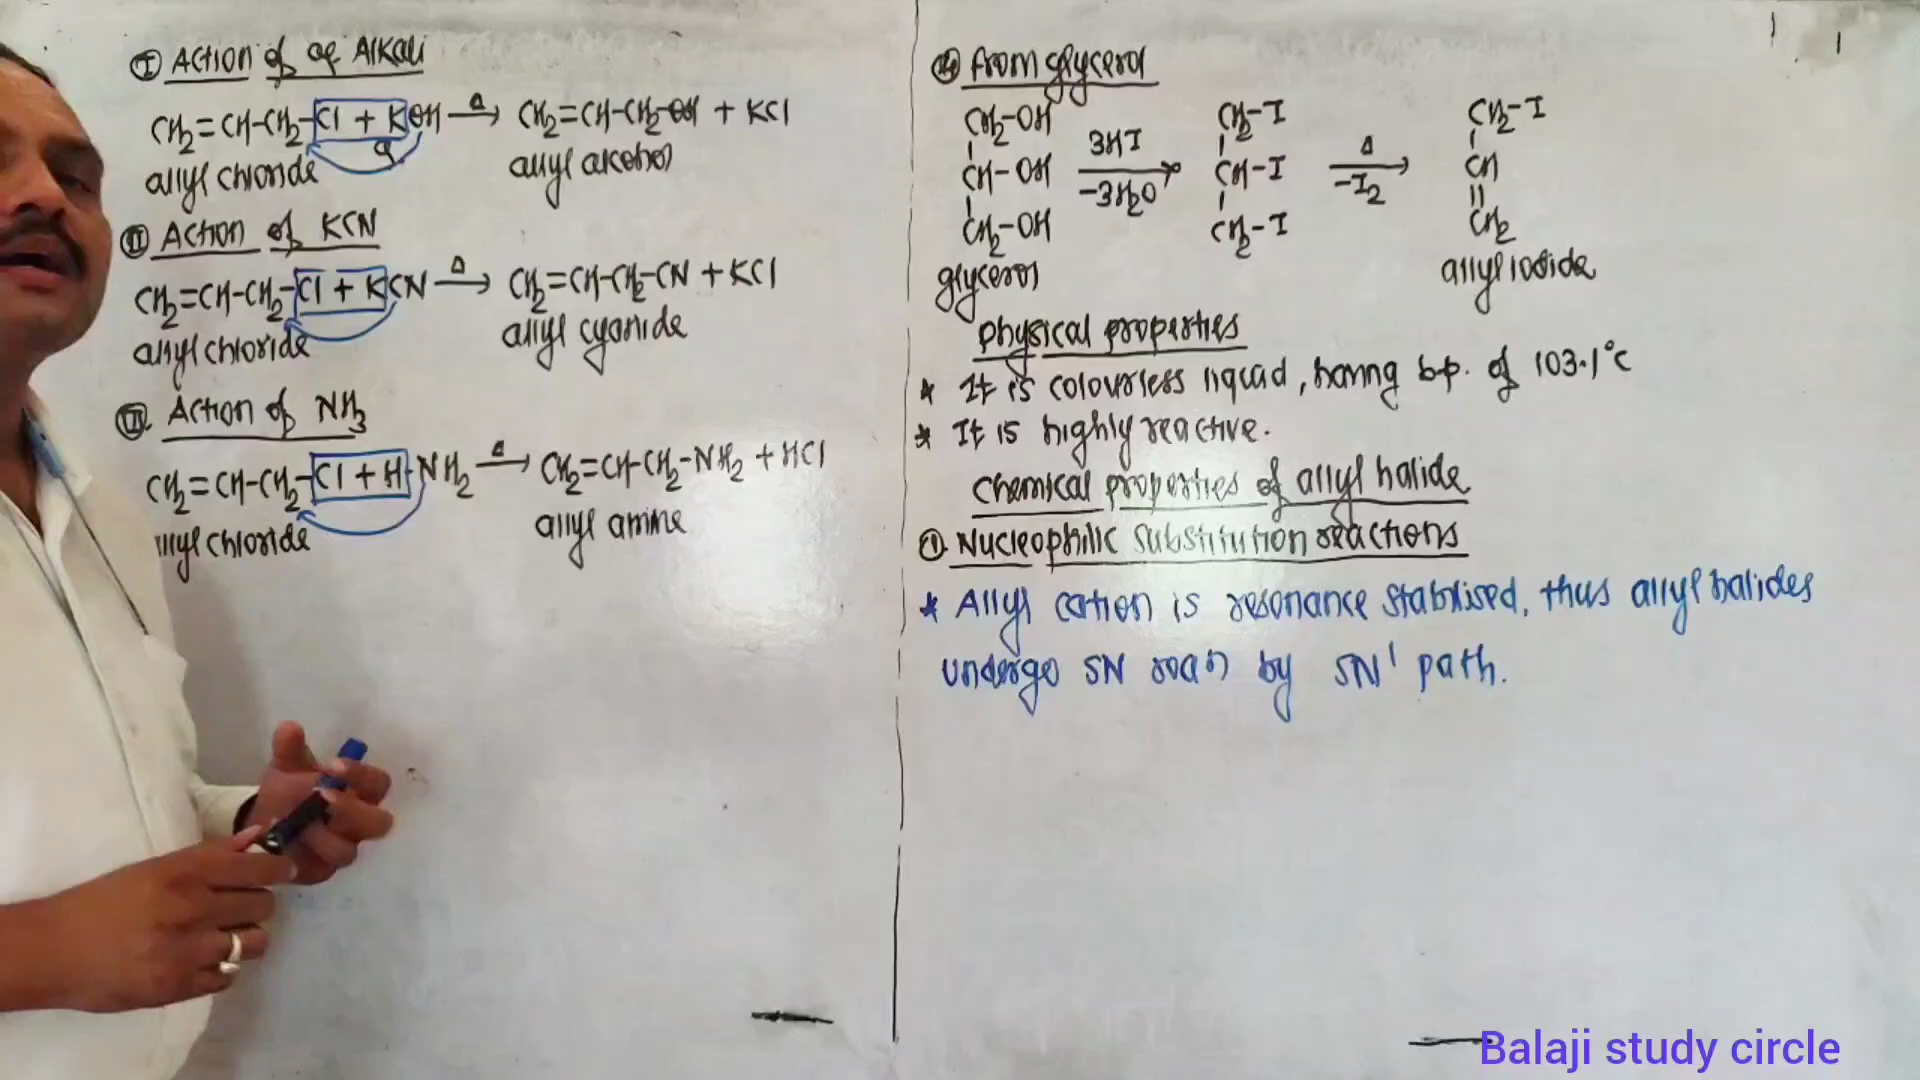 I Action of aq Alkali
CH2=CH-CH2-Cl + KOH →Δ CH2=CH-CH2-OH + KCl
aq
allyl chloride allyl alcohol
II Action of KCN
CH2=CH-CH2-Cl + KCN →Δ CH2=CH-CH2-CN + KCl
allyl chloride allyl cyanide
III. Action of NH3
CH2=CH-CH2-Cl + H-NH2 →Δ CH2=CH-CH2-NH2 + HCl
allyl chloride allyl amine
4 From glycerol
CH2-OH CH2-I CH2-I
3HI Δ
CH-OH → CH-I → CH
-3H2O -I2
CH2-OH CH2-I CH2
glycerol allyl iodide
Physical properties
* It is colourless liquid, having b.p. of 103.1°C
* It is highly reactive.
Chemical properties of allyl halide
1. Nucleophilic substitution reactions
* Allyl cation is resonance stabilised, thus allyl halides
undergo SN rxan by SN1 path.
Balaji study circle